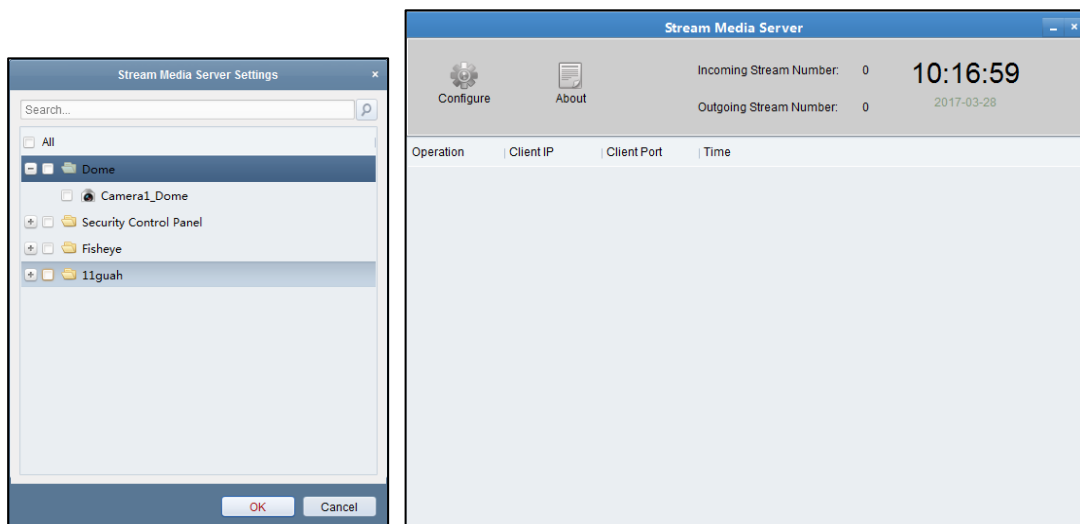 Stream Media Server Settings
Search...
All
Dome
Camera1_Dome
Security Control Panel
Fisheye
11guah
OK Cancel
Stream Media Server
Configure
About
Incoming Stream Number: 0
Outgoing Stream Number: 0
10:16:59
2017-03-28
Operation Client IP Client Port Time